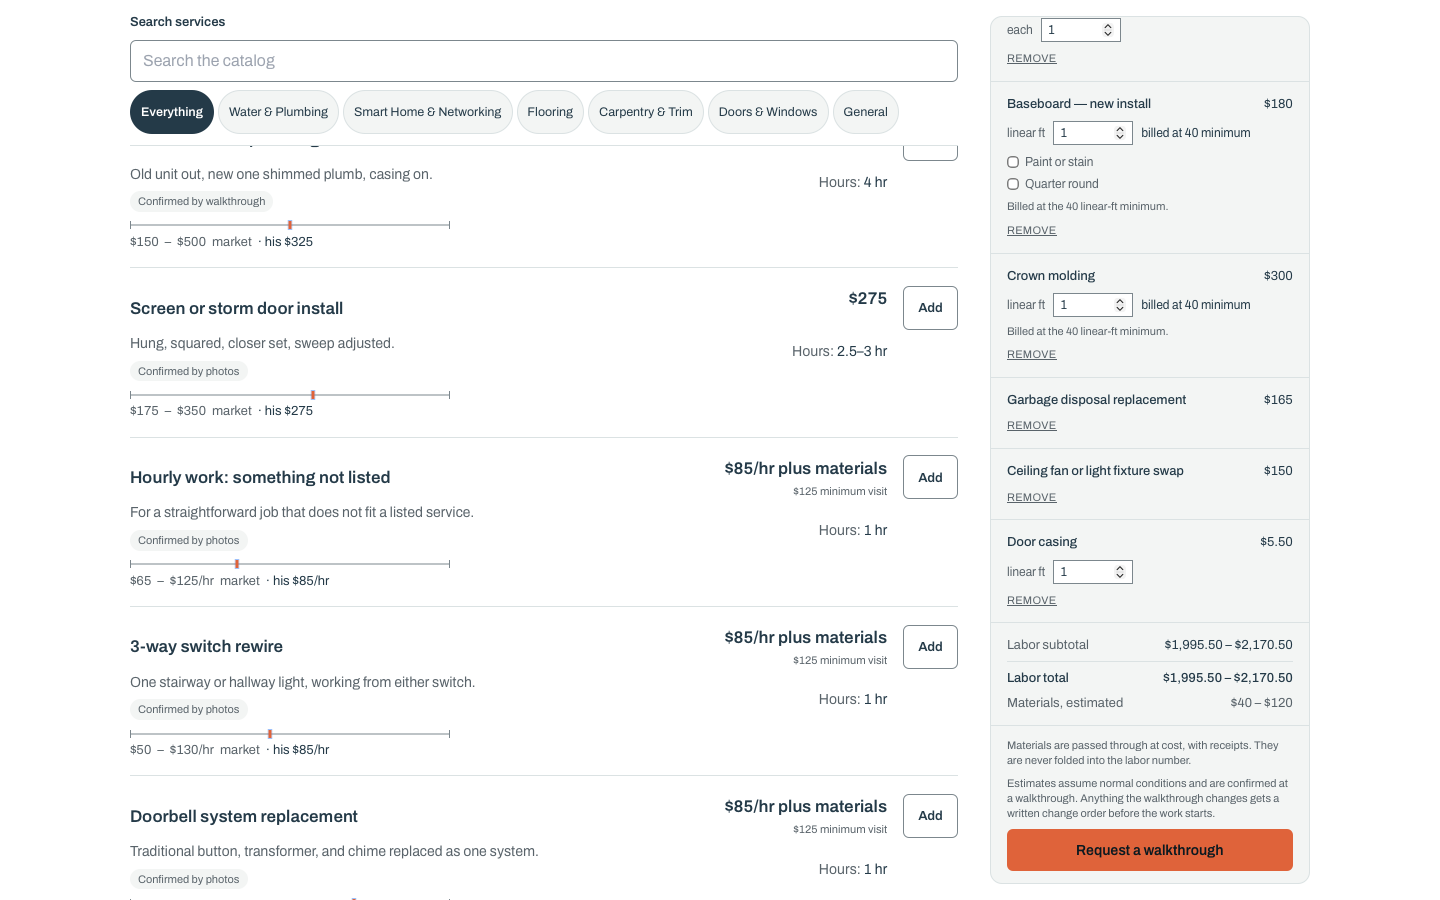 Search services
Search the catalog
Everything
Water & Plumbing
Smart Home & Networking
Flooring
Carpentry & Trim
Doors & Windows
General
Old unit out, new one shimmed plumb, casing on.
Hours: 4 hr
Confirmed by walkthrough
$150 – $500 market · his $325
Screen or storm door install
$275
Add
Hung, squared, closer set, sweep adjusted.
Hours: 2.5–3 hr
Confirmed by photos
$175 – $350 market · his $275
Hourly work: something not listed
$85/hr plus materials
$125 minimum visit
Add
For a straightforward job that does not fit a listed service.
Hours: 1 hr
Confirmed by photos
$65 – $125/hr market · his $85/hr
3-way switch rewire
$85/hr plus materials
$125 minimum visit
Add
One stairway or hallway light, working from either switch.
Hours: 1 hr
Confirmed by photos
$50 – $130/hr market · his $85/hr
Doorbell system replacement
$85/hr plus materials
$125 minimum visit
Add
Traditional button, transformer, and chime replaced as one system.
Hours: 1 hr
Confirmed by photos
each 1
REMOVE
Baseboard — new install $180
linear ft 1 billed at 40 minimum
Paint or stain
Quarter round
Billed at the 40 linear-ft minimum.
REMOVE
Crown molding $300
linear ft 1 billed at 40 minimum
Billed at the 40 linear-ft minimum.
REMOVE
Garbage disposal replacement $165
REMOVE
Ceiling fan or light fixture swap $150
REMOVE
Door casing $5.50
linear ft 1
REMOVE
Labor subtotal $1,995.50 – $2,170.50
Labor total $1,995.50 – $2,170.50
Materials, estimated $40 – $120
Materials are passed through at cost, with receipts. They
are never folded into the labor number.
Estimates assume normal conditions and are confirmed at
a walkthrough. Anything the walkthrough changes gets a
written change order before the work starts.
Request a walkthrough